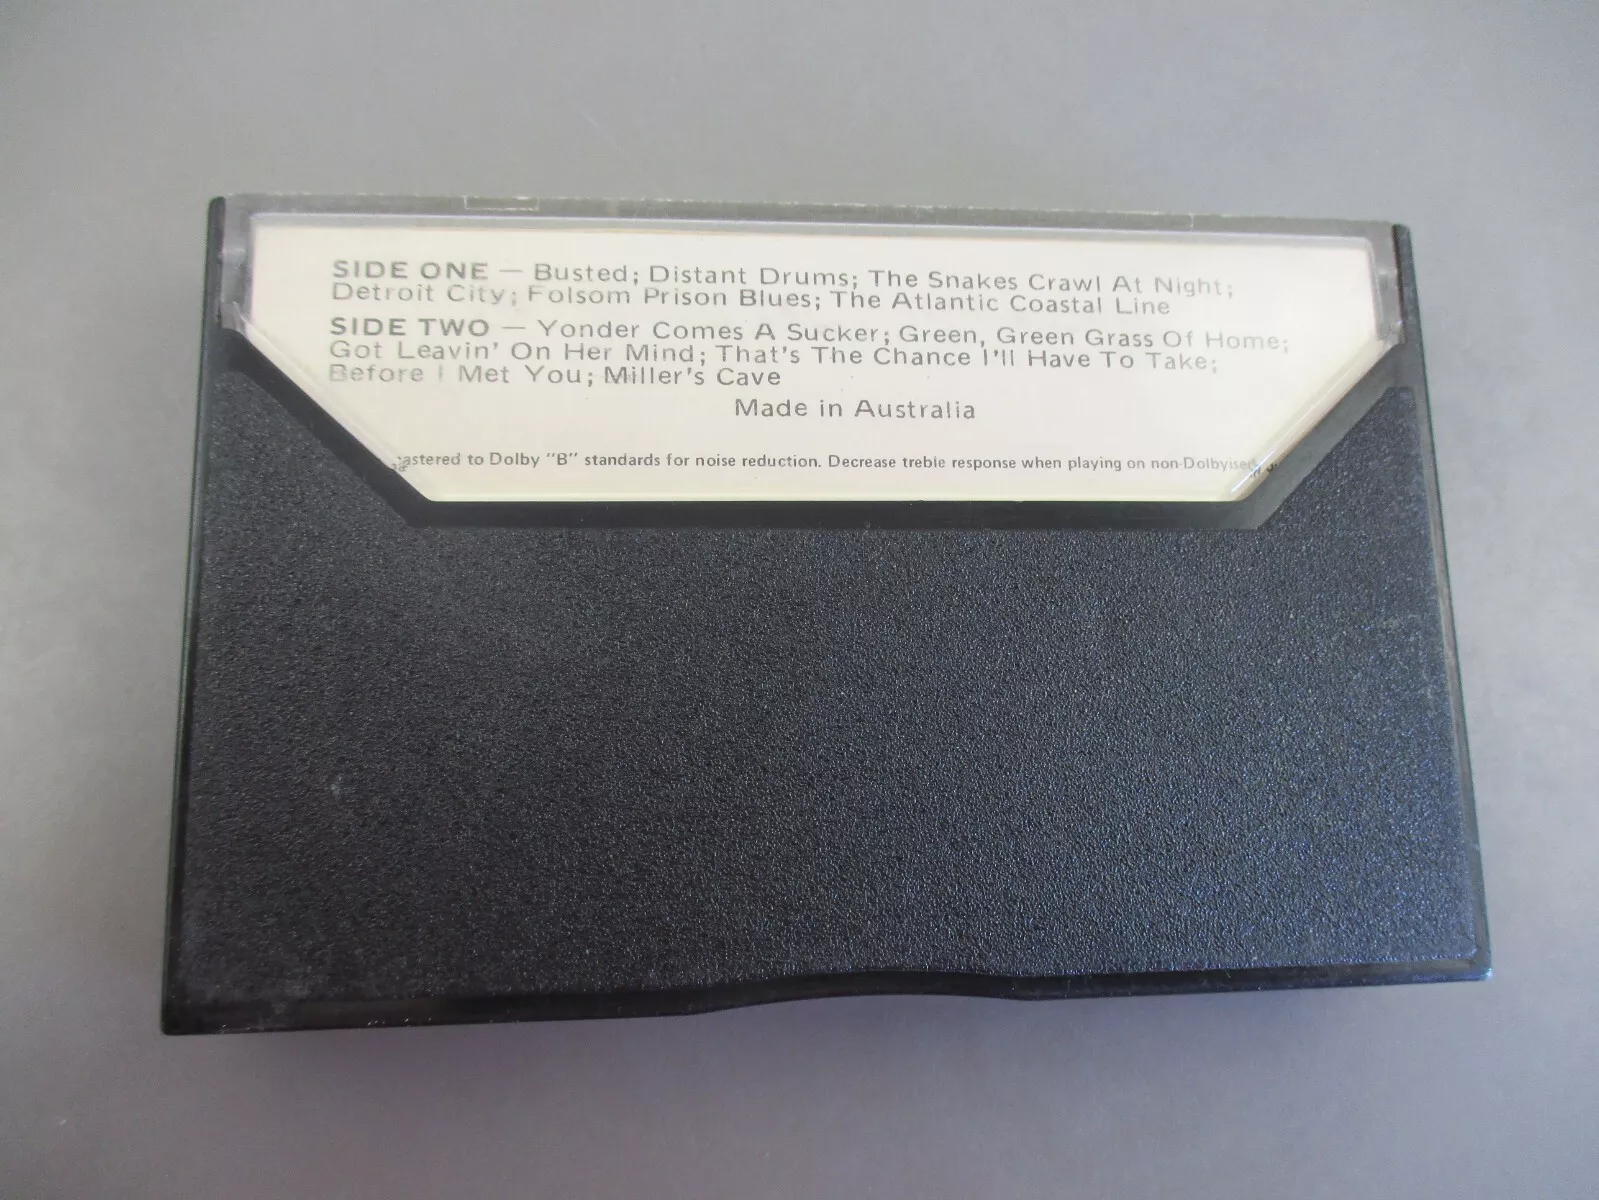 SIDE ONE — Busted; Distant Drums; The Snakes Crawl At Night;
Detroit City; Folsom Prison Blues; The Atlantic Coastal Line
SIDE TWO — Yonder Comes A Sucker; Green, Green Grass Of Home;
Got Leavin' On Her Mind; That's The Chance I'll Have To Take;
Before I Met You; Miller's Cave
Made in Australia
to Dolby "B" standards for noise reduction. Decrease treble response when playing on